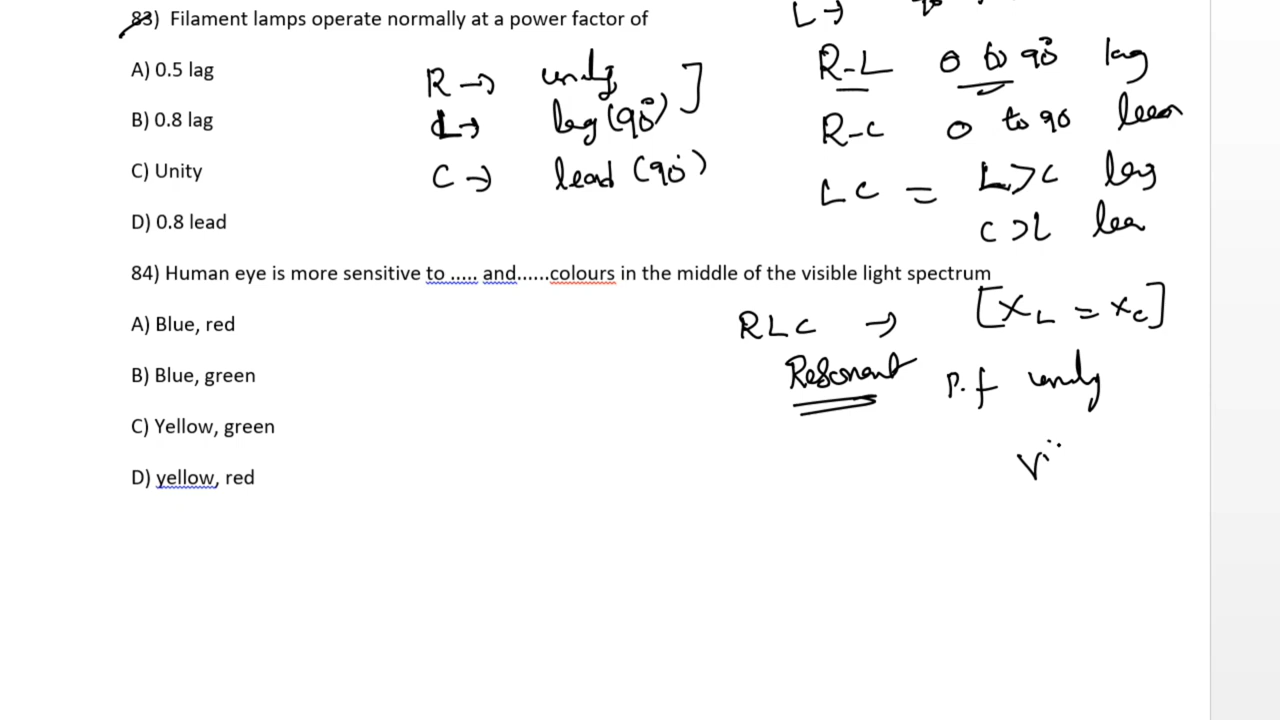 83) Filament lamps operate normally at a power factor of
L →
A) 0.5 lag
R → unity
R-L 0 to 90° lag
B) 0.8 lag
L → lag (90°)
R-C 0 to 90
C) Unity
C → lead (90°)
LC = L>C lag
D) 0.8 lead
C>L lea
84) Human eye is more sensitive to ..... and......colours in the middle of the visible light spectrum
A) Blue, red
RLC → [XL = Xc]
B) Blue, green
Resonant P.f unity
C) Yellow, green
D) yellow, red